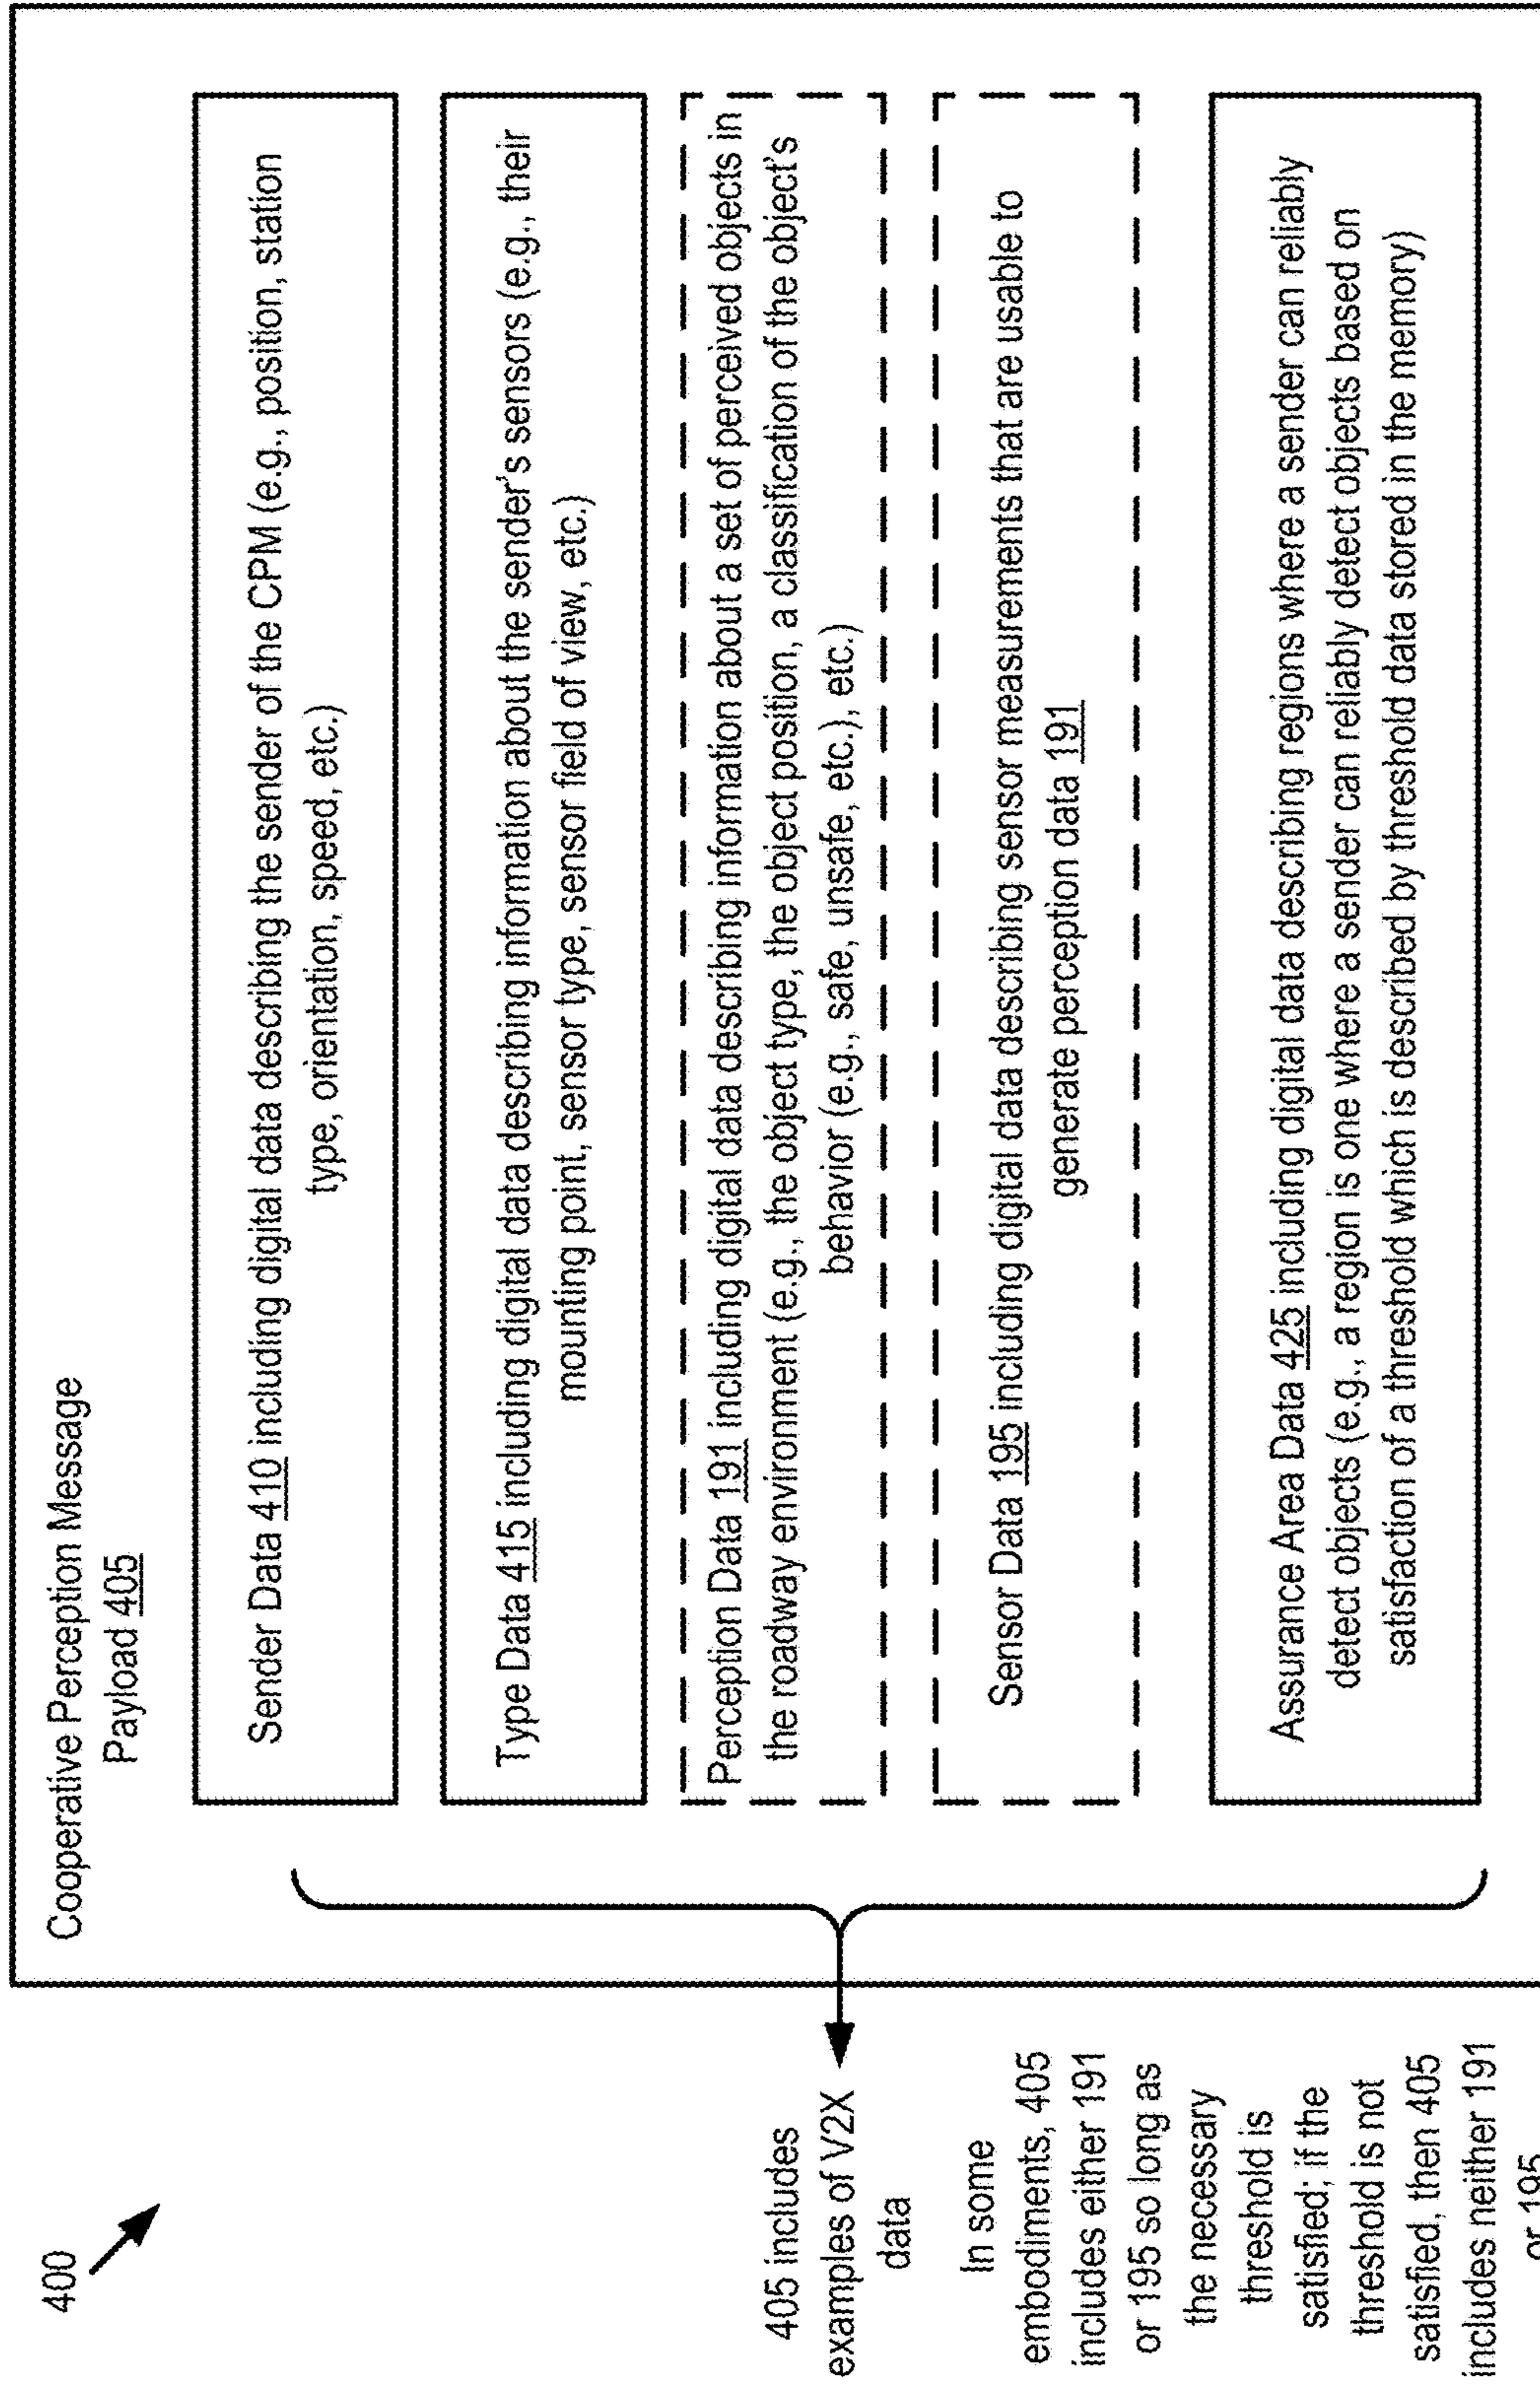 400
Cooperative Perception Message
Payload 405
Sender Data 410 including digital data describing the sender of the CPM (e.g., position, station
type, orientation, speed, etc.)
Type Data 415 including digital data describing information about the sender's sensors (e.g., their
mounting point, sensor type, sensor field of view, etc.)
Perception Data 191 including digital data describing information about a set of perceived objects in
the roadway environment (e.g., the object type, the object position, a classification of the object's
behavior (e.g., safe, unsafe, etc.), etc.)
Sensor Data 195 including digital data describing sensor measurements that are usable to
generate perception data 191
Assurance Area Data 425 including digital data describing regions where a sender can reliably
detect objects (e.g., a region is one where a sender can reliably detect objects based on
satisfaction of a threshold which is described by threshold data stored in the memory)
405 includes
examples of V2X
data
In some
embodiments, 405
includes either 191
or 195 so long as
the necessary
threshold is
satisfied; if the
threshold is not
satisfied, then 405
includes neither 191
or 195